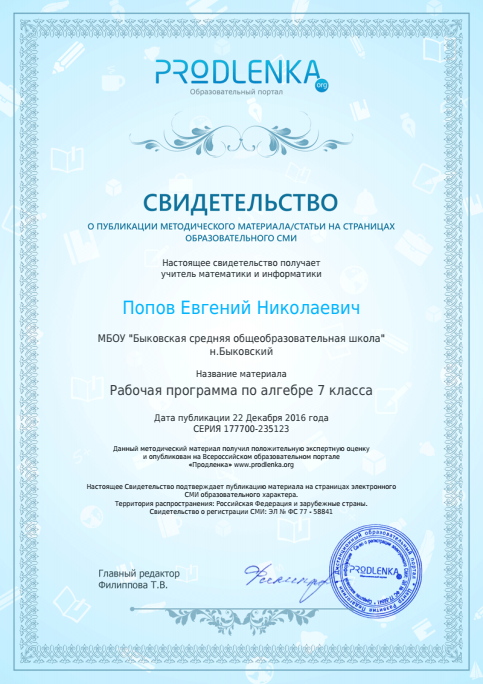 PRODLENKA
org
Образовательный портал
СВИДЕТЕЛЬСТВО
О ПУБЛИКАЦИИ МЕТОДИЧЕСКОГО МАТЕРИАЛА/СТАТЬИ НА СТРАНИЦАХ
ОБРАЗОВАТЕЛЬНОГО СМИ
Настоящее свидетельство получает
учитель математики и информатики
Попов Евгений Николаевич
МБОУ "Быковская средняя общеобразовательная школа"
н.Быковский
Название материала
Рабочая программа по алгебре 7 класса
Дата публикации 22 Декабря 2016 года
СЕРИЯ 177700-235123
Данный методический материал получил положительную экспертную оценку
и опубликован на Всероссийском образовательном портале
«Продленка» www.prodlenka.org
Настоящее Свидетельство подтверждает публикацию материала на страницах электронного
СМИ образовательного характера.
Территория распространения: Российская Федерация и зарубежные страны.
Свидетельство о регистрации СМИ: ЭЛ № ФС 77 - 58841
Главный редактор
Филиппова Т.В.
PRODLENKA